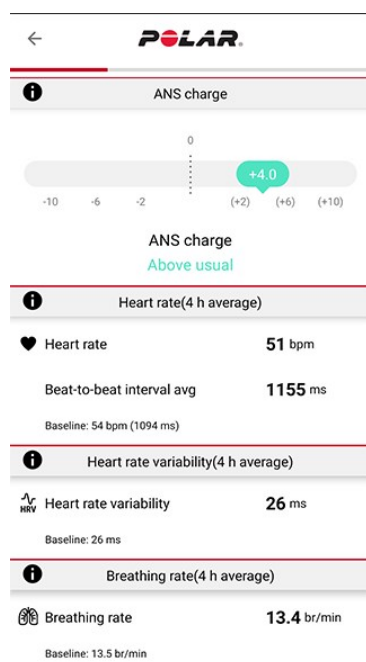 POLAR.
ANS charge
0
+4.0
-10 -6 -2 (+2) (+6) (+10)
ANS charge
Above usual
Heart rate(4 h average)
Heart rate 51 bpm
Beat-to-beat interval avg 1155 ms
Baseline: 54 bpm (1094 ms)
Heart rate variability(4 h average)
HRV Heart rate variability 26 ms
Baseline: 26 ms
Breathing rate(4 h average)
Breathing rate 13.4 br/min
Baseline: 13.5 br/min